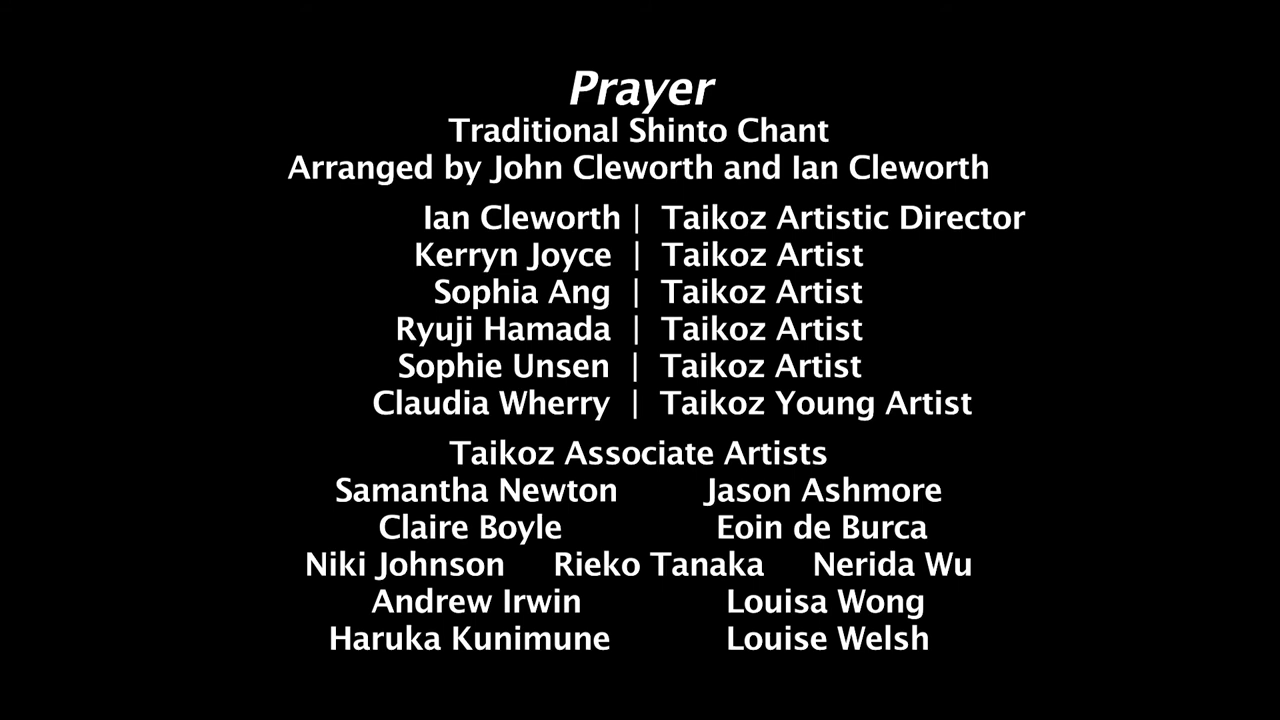 Prayer
Traditional Shinto Chant
Arranged by John Cleworth and Ian Cleworth
Ian Cleworth | Taikoz Artistic Director
Kerryn Joyce | Taikoz Artist
Sophia Ang | Taikoz Artist
Ryuji Hamada | Taikoz Artist
Sophie Unsen | Taikoz Artist
Claudia Wherry | Taikoz Young Artist
Taikoz Associate Artists
Samantha Newton Jason Ashmore
Claire Boyle Eoin de Burca
Niki Johnson Rieko Tanaka Nerida Wu
Andrew Irwin Louisa Wong
Haruka Kunimune Louise Welsh